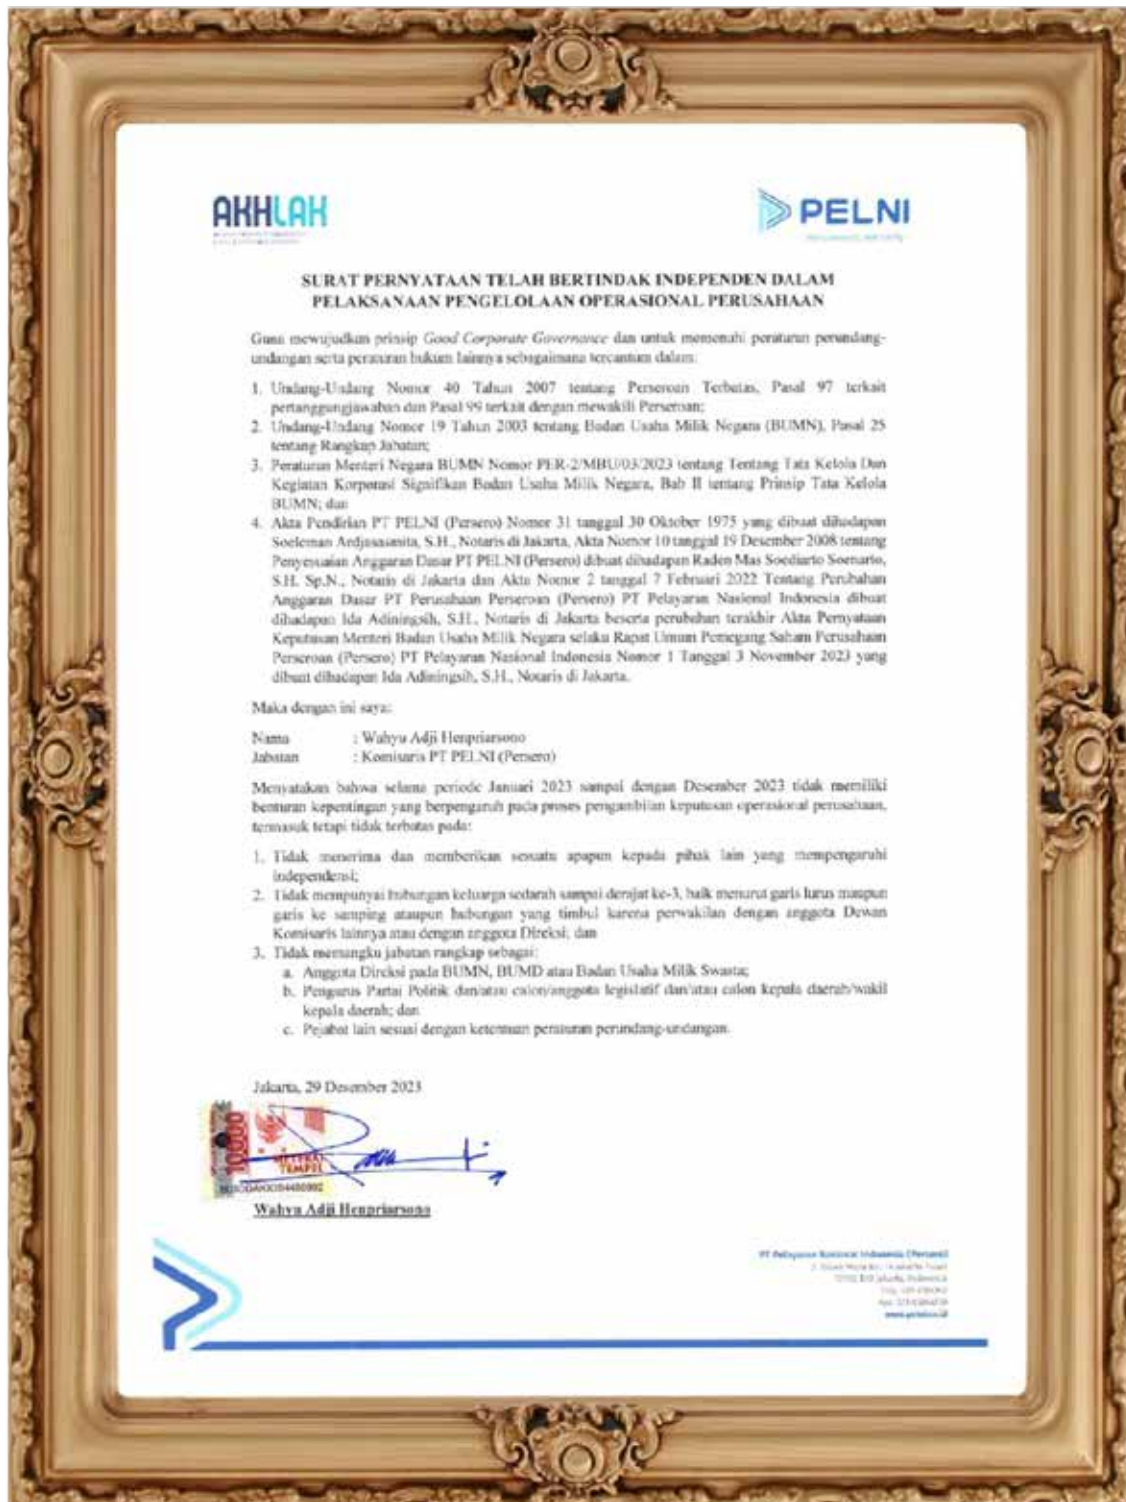 AKHLAK
PELNI
SURAT PERNYATAAN TELAH BERTINDAK INDEPENDEN DALAM
PELAKSANAAN PENGELOLAAN OPERASIONAL PERUSAHAAN
Guna mewujudkan prinsip Good Corporate Governance dan untuk memenuhi peraturan perundang-
undangan serta peraturan hukum lainnya sebagaimana tercantum dalam:
1. Undang-Undang Nomor 40 Tahun 2007 tentang Perseroan Terbatas, Pasal 97 terkait
pertanggungjawaban dan Pasal 99 terkait dengan mewakili Perseroan;
2. Undang-Undang Nomor 19 Tahun 2003 tentang Badan Usaha Milik Negara (BUMN), Pasal 25
tentang Rangkap Jabatan;
3. Peraturan Menteri Negara BUMN Nomor PER-2/MBU/03/2023 tentang Tentang Tata Kelola Dan
Kegiatan Korporasi Signifikan Badan Usaha Milik Negara, Bab II tentang Prinsip Tata Kelola
BUMN; dan
4. Akta Pendirian PT PELNI (Persero) Nomor 31 tanggal 30 Oktober 1975 yang dibuat dihadapan
Soeleman Ardjasasmita, S.H., Notaris di Jakarta, Akta Nomor 10 tanggal 19 Desember 2008 tentang
Penyesuaian Anggaran Dasar PT PELNI (Persero) dibuat dihadapan Raden Mas Soediarto Soenarto,
S.H. Sp.N., Notaris di Jakarta dan Akta Nomor 2 tanggal 7 Februari 2022 Tentang Perubahan
Anggaran Dasar PT Perusahaan Perseroan (Persero) PT Pelayaran Nasional Indonesia dibuat
dihadapan Ida Adiningsih, S.H., Notaris di Jakarta beserta perubahan terakhir Akta Pernyataan
Keputusan Menteri Badan Usaha Milik Negara selaku Rapat Umum Pemegang Saham Perusahaan
Perseroan (Persero) PT Pelayaran Nasional Indonesia Nomor 1 Tanggal 3 November 2023 yang
dibuat dihadapan Ida Adiningsih, S.H., Notaris di Jakarta.
Maka dengan ini saya:
Nama : Wahyu Adji Henpriarsono
Jabatan : Komisaris PT PELNI (Persero)
Menyatakan bahwa selama periode Januari 2023 sampai dengan Desember 2023 tidak memiliki
benturan kepentingan yang berpengaruh pada proses pengambilan keputusan operasional perusahaan,
termasuk tetapi tidak terbatas pada:
1. Tidak menerima dan memberikan sesuatu apapun kepada pihak lain yang mempengaruhi
independensi;
2. Tidak mempunyai hubungan keluarga sedarah sampai derajat ke-3, baik menurut garis lurus maupun
garis ke samping ataupun hubungan yang timbul karena perwakilan dengan anggota Dewan
Komisaris lainnya atau dengan anggota Direksi; dan
3. Tidak memangku jabatan rangkap sebagai:
a. Anggota Direksi pada BUMN, BUMD atau Badan Usaha Milik Swasta;
b. Pengurus Partai Politik dan/atau calon/anggota legislatif dan/atau calon kepala daerah/wakil
kepala daerah; dan
c. Pejabat lain sesuai dengan ketentuan peraturan perundang-undangan.
Jakarta, 29 Desember 2023
10000
METERAI
TEMPEL
Wahyu Adji Henpriarsono
PT Pelayaran Nasional Indonesia (Persero)
www.pelni.co.id